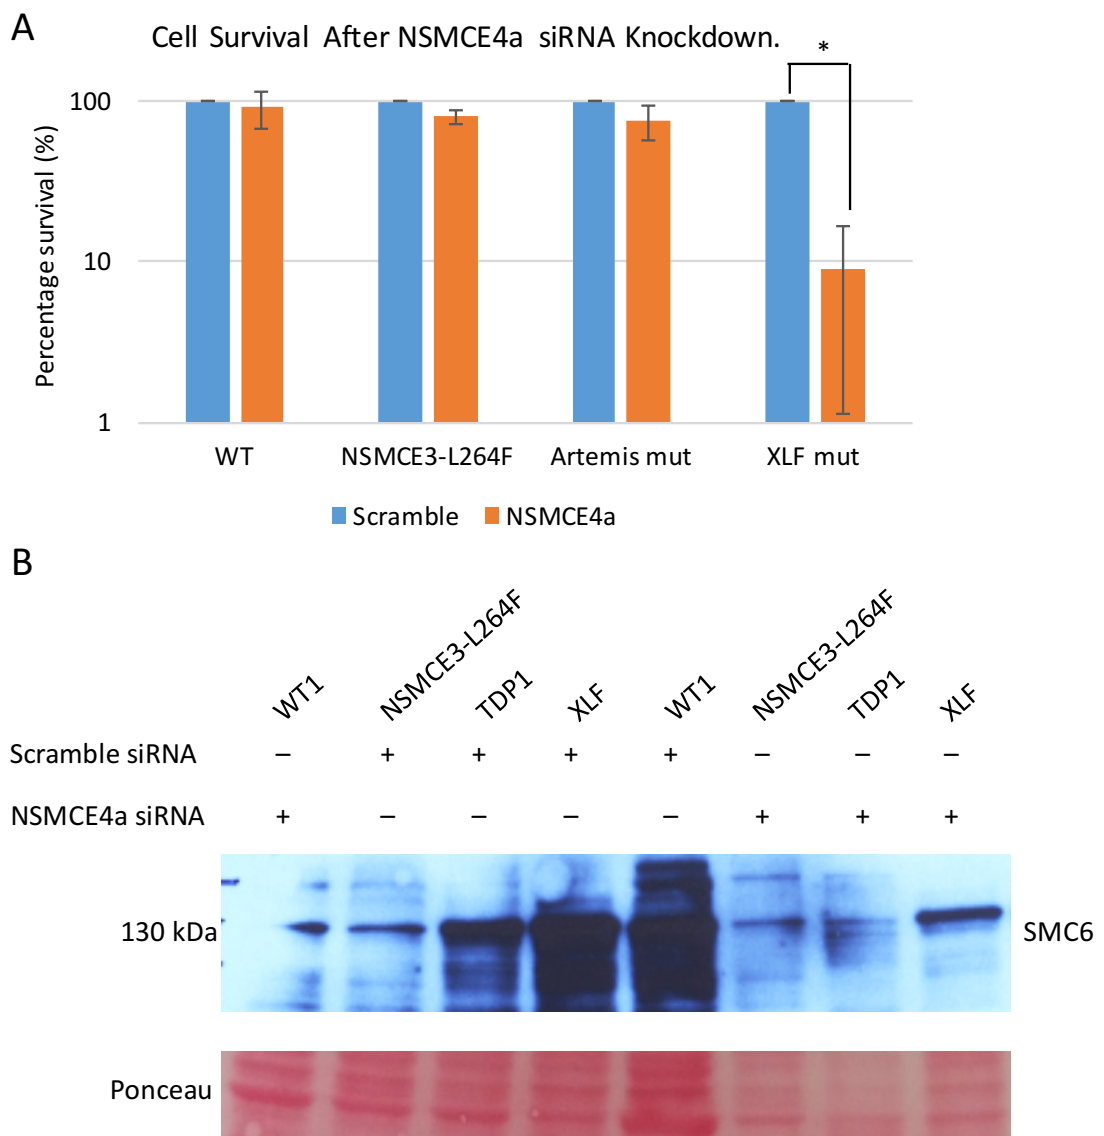 A
Cell Survival After NSMCE4a siRNA Knockdown.
*
Percentage survival (%)
100
10
1
WT NSMCE3-L264F Artemis mut XLF mut
Scramble NSMCE4a
B
WT1 NSMCE3-L264F TDP1 XLF WT1 NSMCE3-L264F TDP1 XLF
Scramble siRNA – + + + + – – –
NSMCE4a siRNA + – – – – + + +
130 kDa SMC6
Ponceau